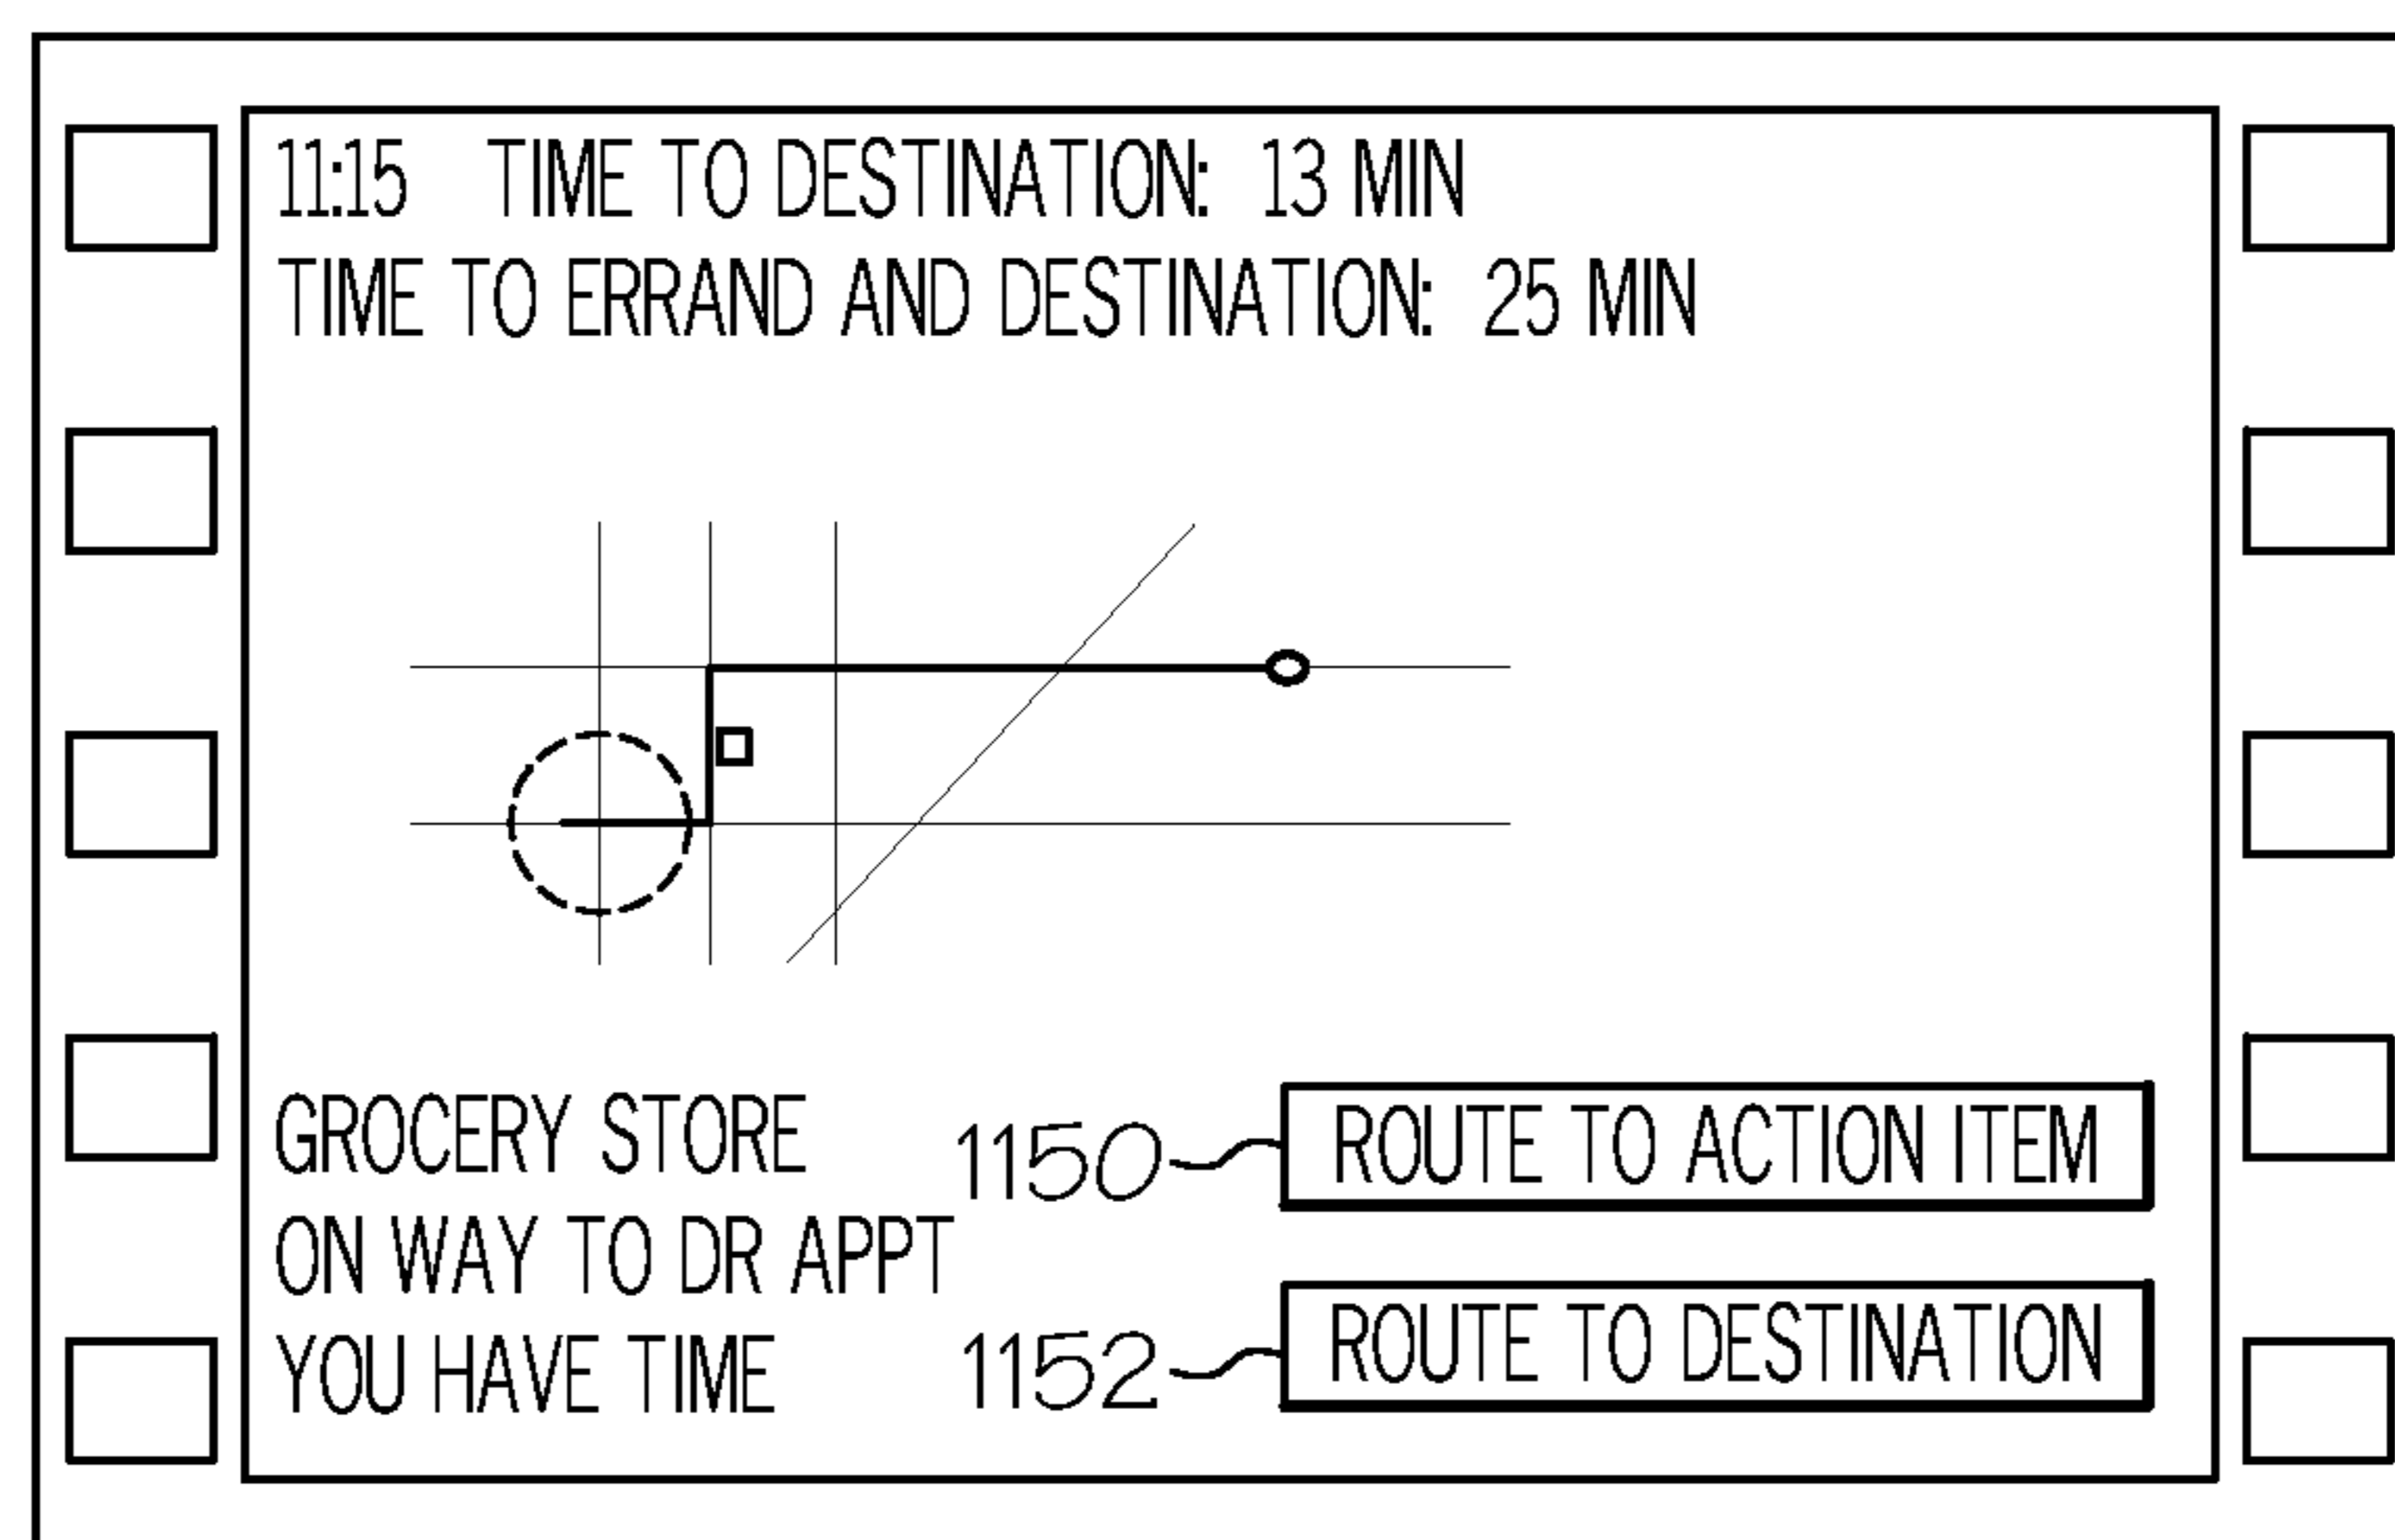 11:15 TIME TO DESTINATION: 13 MIN
TIME TO ERRAND AND DESTINATION: 25 MIN
GROCERY STORE
ON WAY TO DR APPT
YOU HAVE TIME
1150
ROUTE TO ACTION ITEM
1152
ROUTE TO DESTINATION